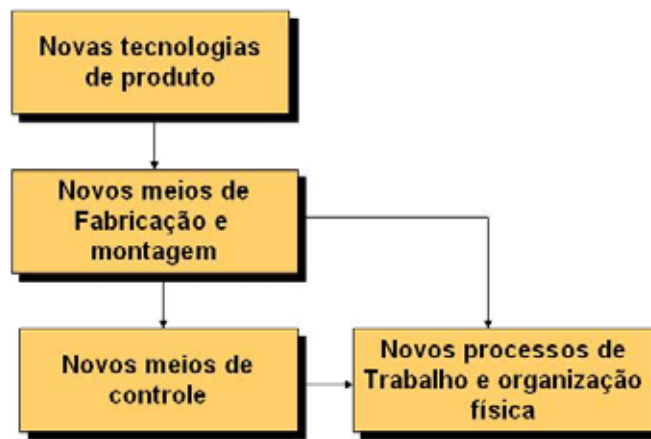 Novas tecnologias
de produto
Novos meios de
Fabricação e
montagem
Novos meios de
controle
Novos processos de
Trabalho e organização
física